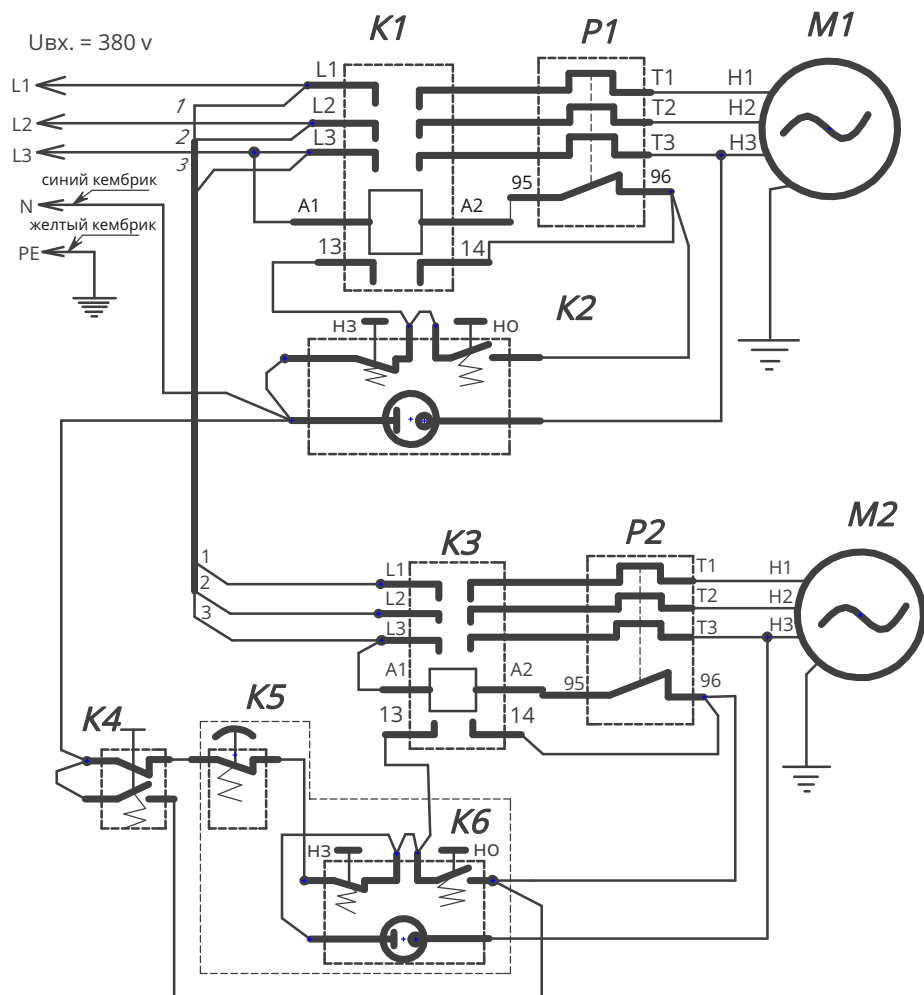 K1
P1
M1
Uвх. = 380 v
L1
L1
T1
H1
1
L2
L2
T2
H2
2
L3
L3
T3
H3
3
синий кембрик
N
A1
A2
95
96
желтый кембрик
PE
13
14
K2
НЗ
НО
M2
K3
P2
1
L1
T1
H1
2
L2
T2
H2
3
L3
T3
H3
A1
A2
95
96
K5
K4
13
14
K6
НЗ
НО